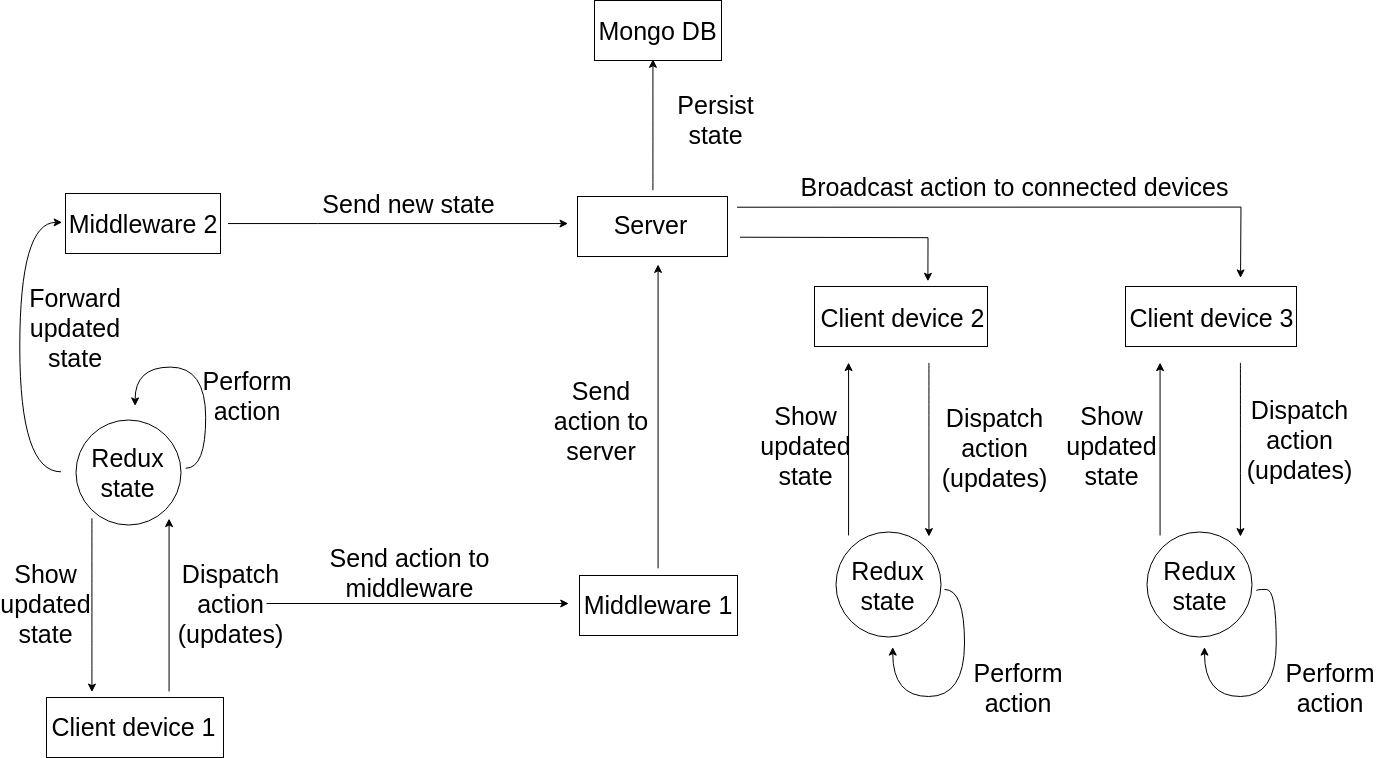 Mongo DB
Persist
state
Broadcast action to connected devices
Send new state
Middleware 2
Server
Forward
updated
state
Client device 2
Client device 3
Perform
action
Send
action to
server
Show
updated
state
Dispatch
action
(updates)
Show
updated
state
Dispatch
action
(updates)
Redux
state
Send action to
middleware
Show
updated
state
Dispatch
action
(updates)
Middleware 1
Redux
state
Redux
state
Perform
action
Perform
action
Client device 1